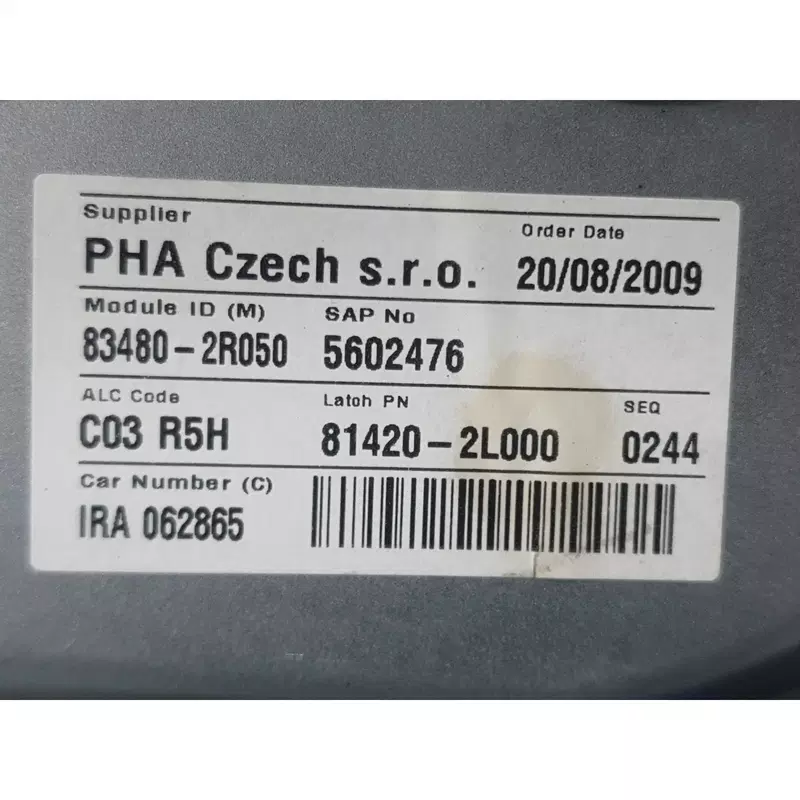 Supplier
Order Date
PHA Czech s.r.o. 20/08/2009
Module ID (M) SAP No
83480-2R050 5602476
ALC Code Latch PN SEQ
C03 R5H 81420-2L000 0244
Car Number (C)
IRA 062865